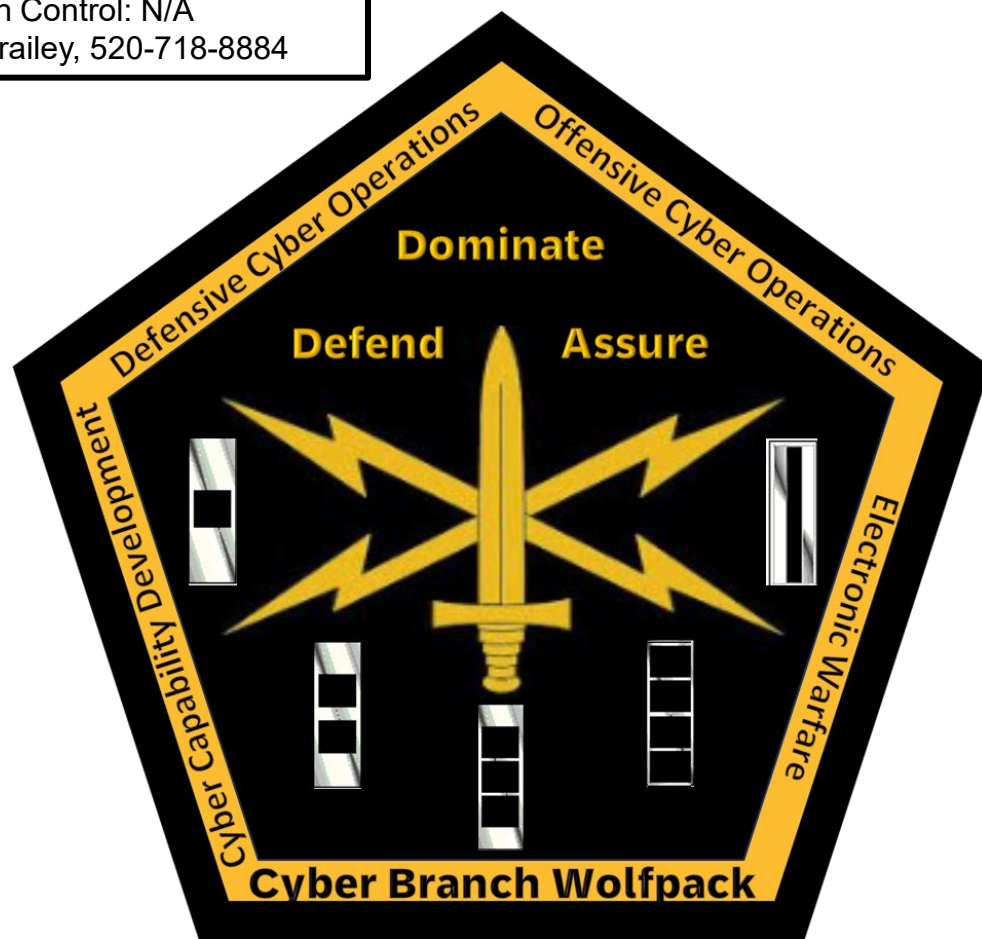 Control: N/A
520-718-8884
Defensive Cyber Operations
Offensive Cyber Operations
Dominate
Defend Assure
Cyber Capability Development
Electronic Warfare
Cyber Branch Wolfpack